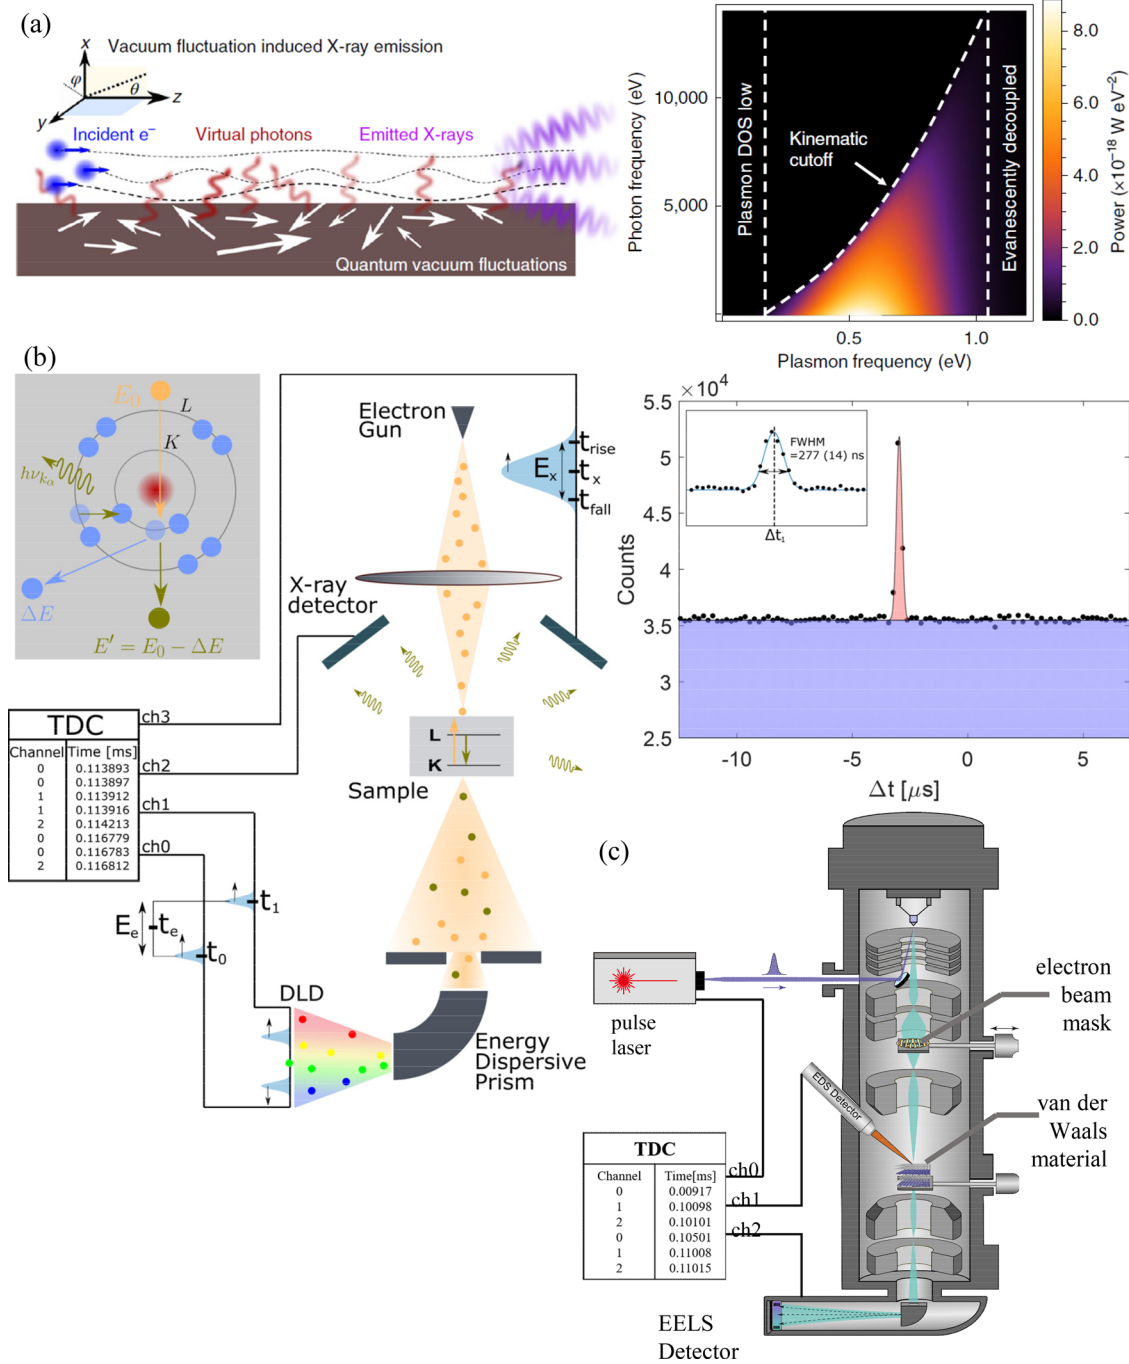 (a)
Vacuum fluctuation induced X-ray emission
x
φ
θ
z
y
Incident e⁻
Virtual photons
Emitted X-rays
Quantum vacuum fluctuations
Photon frequency (eV)
10,000
5,000
Plasmon DOS low
Kinematic
cutoff
Evanescently decoupled
0.5
1.0
Plasmon frequency (eV)
8.0
6.0
4.0
2.0
0.0
Power (×10⁻¹⁸ W eV⁻²)
(b)
E₀
L
K
hνₖα
ΔE
E′ = E₀ − ΔE
Electron
Gun
Eₓ
t rise
t x
t fall
X-ray
detector
L
K
Sample
TDC
Channel Time [ms]
0 0.113893
0 0.113897
1 0.113912
1 0.113916
2 0.114213
0 0.116779
0 0.116783
2 0.116812
ch3
ch2
ch1
ch0
t₁
Eₑ
tₑ
t₀
DLD
Energy
Dispersive
Prism
×10⁴
5.5
5
4.5
4
3.5
3
2.5
Counts
FWHM
=277 (14) ns
Δt₁
-10
-5
0
5
Δt [μs]
(c)
pulse
laser
electron
beam
mask
EDS Detector
van der
Waals
material
TDC
Channel Time[ms]
0 0.00917
1 0.10098
2 0.10101
0 0.10501
1 0.11008
2 0.11015
ch0
ch1
ch2
EELS
Detector